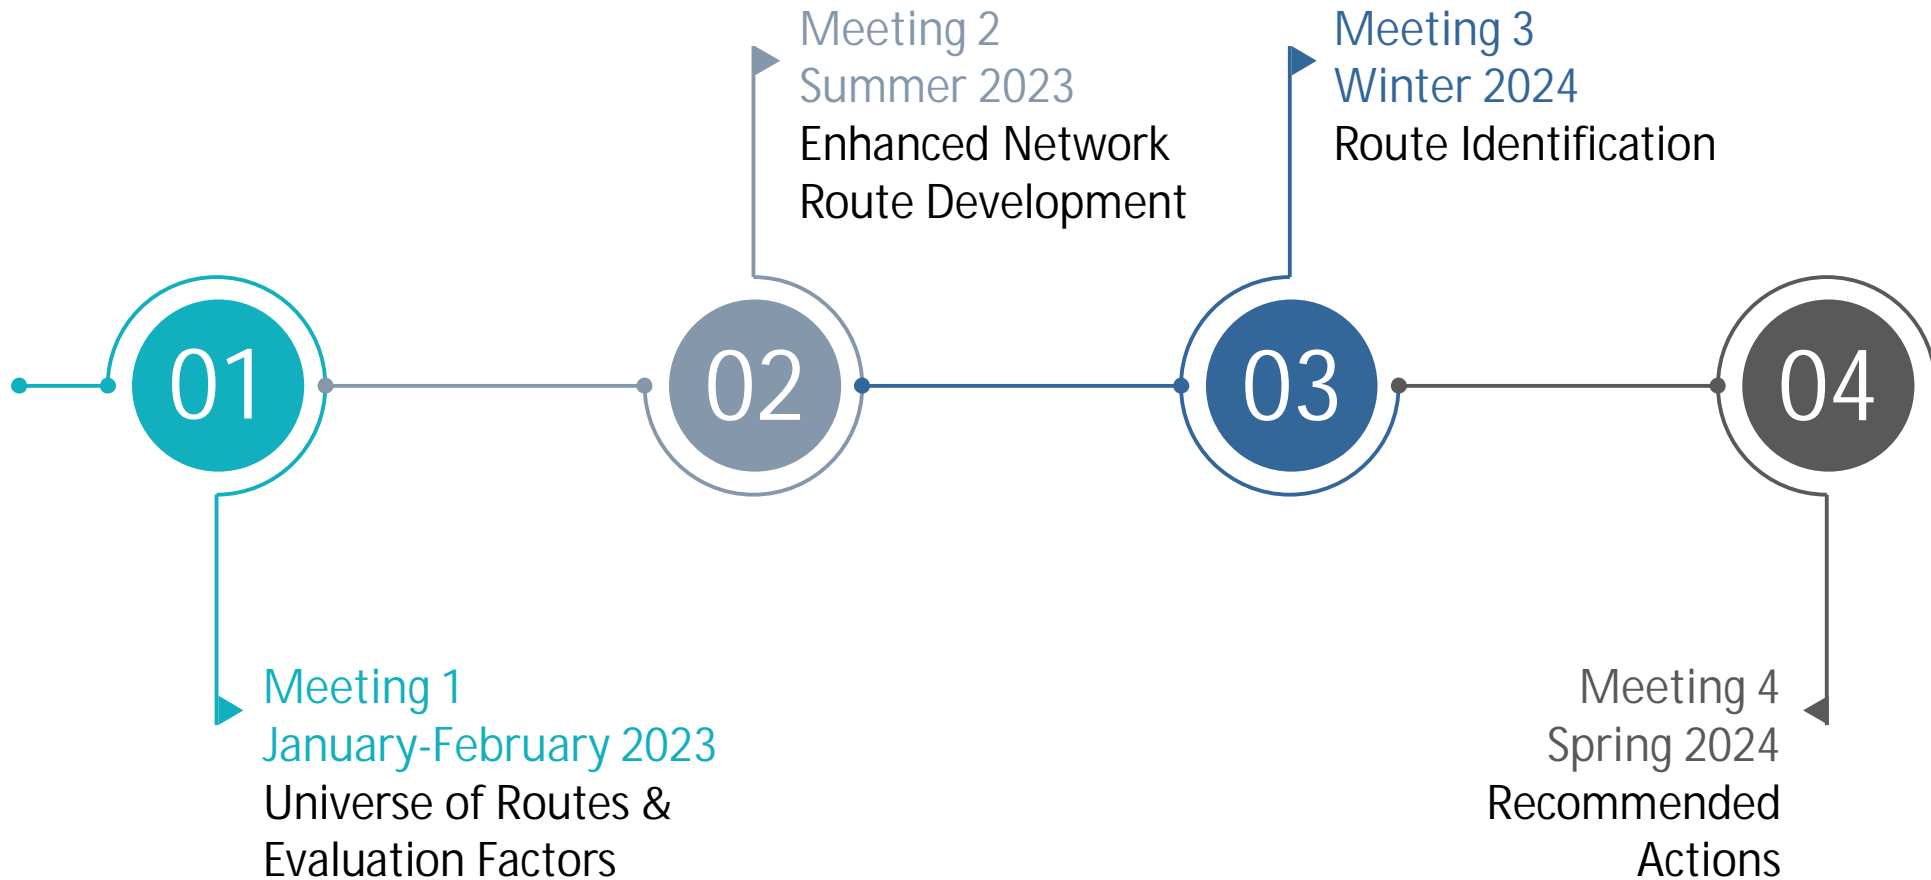 Meeting 2
Summer 2023
Enhanced Network
Route Development
Meeting 3
Winter 2024
Route Identification
01
02
03
04
Meeting 1
January-February 2023
Universe of Routes &
Evaluation Factors
Meeting 4
Spring 2024
Recommended
Actions